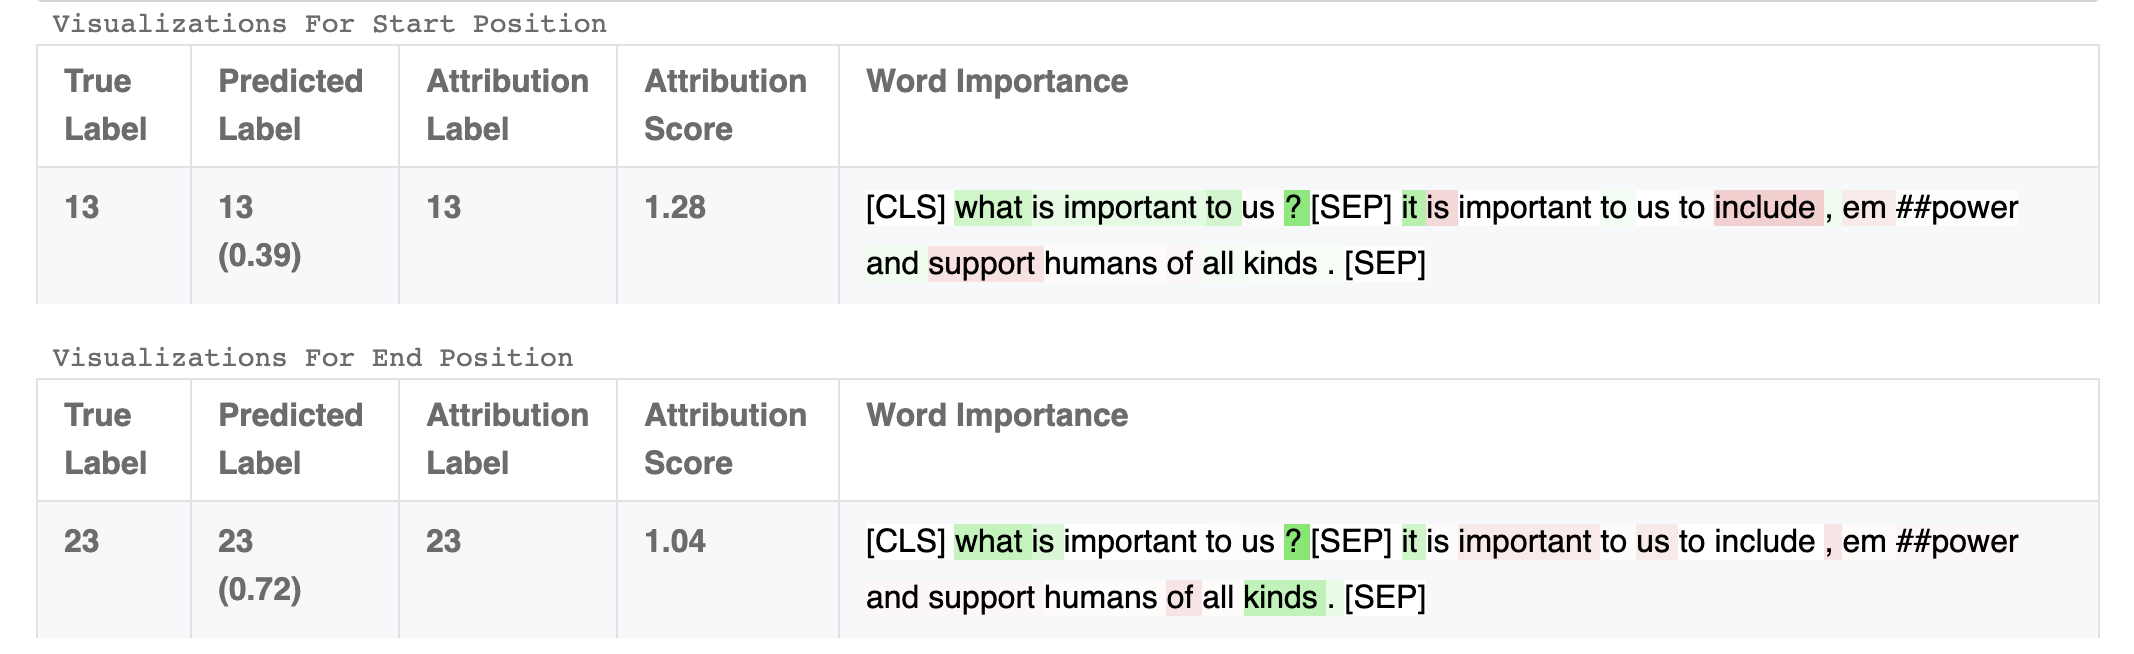 Visualizations For Start Position
True Label
Predicted Label
Attribution Label
Attribution Score
Word Importance
13
13 (0.39)
13
1.28
[CLS] what is important to us ? [SEP] it is important to us to include , em ##power
and support humans of all kinds . [SEP]
Visualizations For End Position
True Label
Predicted Label
Attribution Label
Attribution Score
Word Importance
23
23 (0.72)
23
1.04
[CLS] what is important to us ? [SEP] it is important to us to include , em ##power
and support humans of all kinds . [SEP]